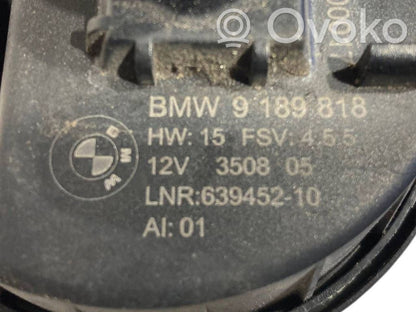 Ovoko
BMW 9 189 818
HW: 15 FSV: 4.5.5
12V 3508 05
LNR:639452-10
AI: 01
BMW